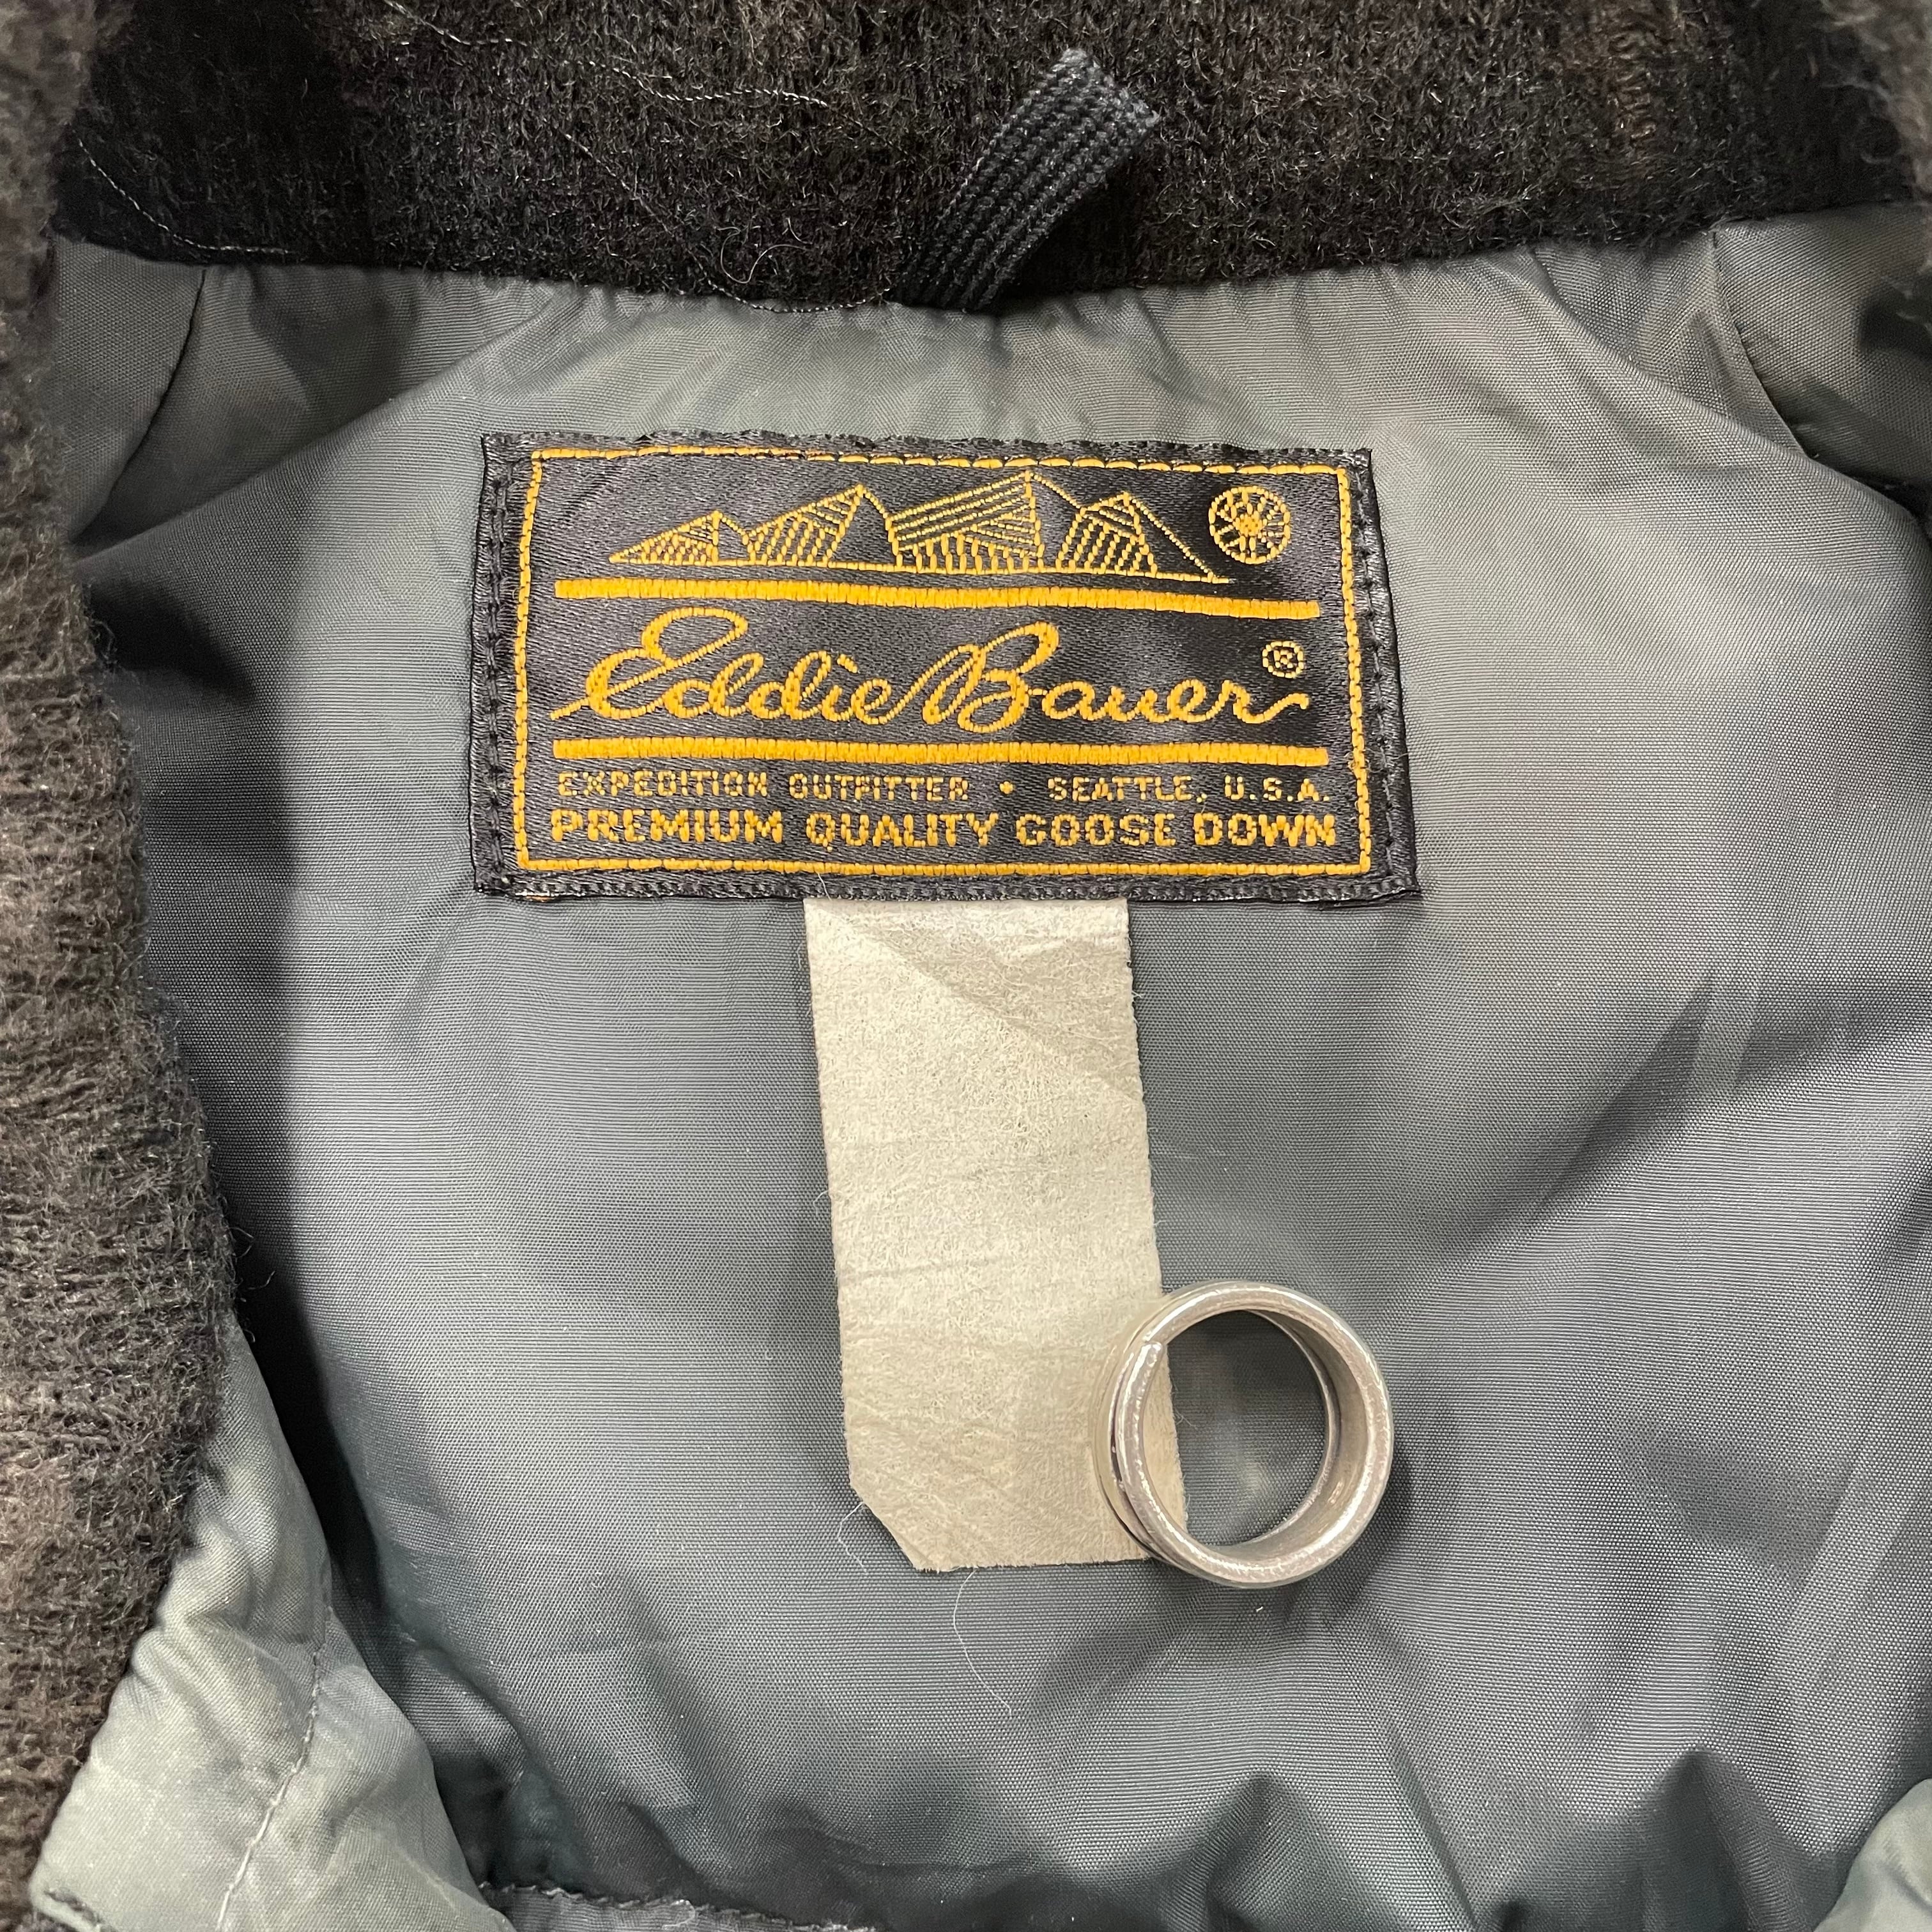 Eddie Bauer ®
EXPEDITION OUTFITTER • SEATTLE, U.S.A.
PREMIUM QUALITY GOOSE DOWN